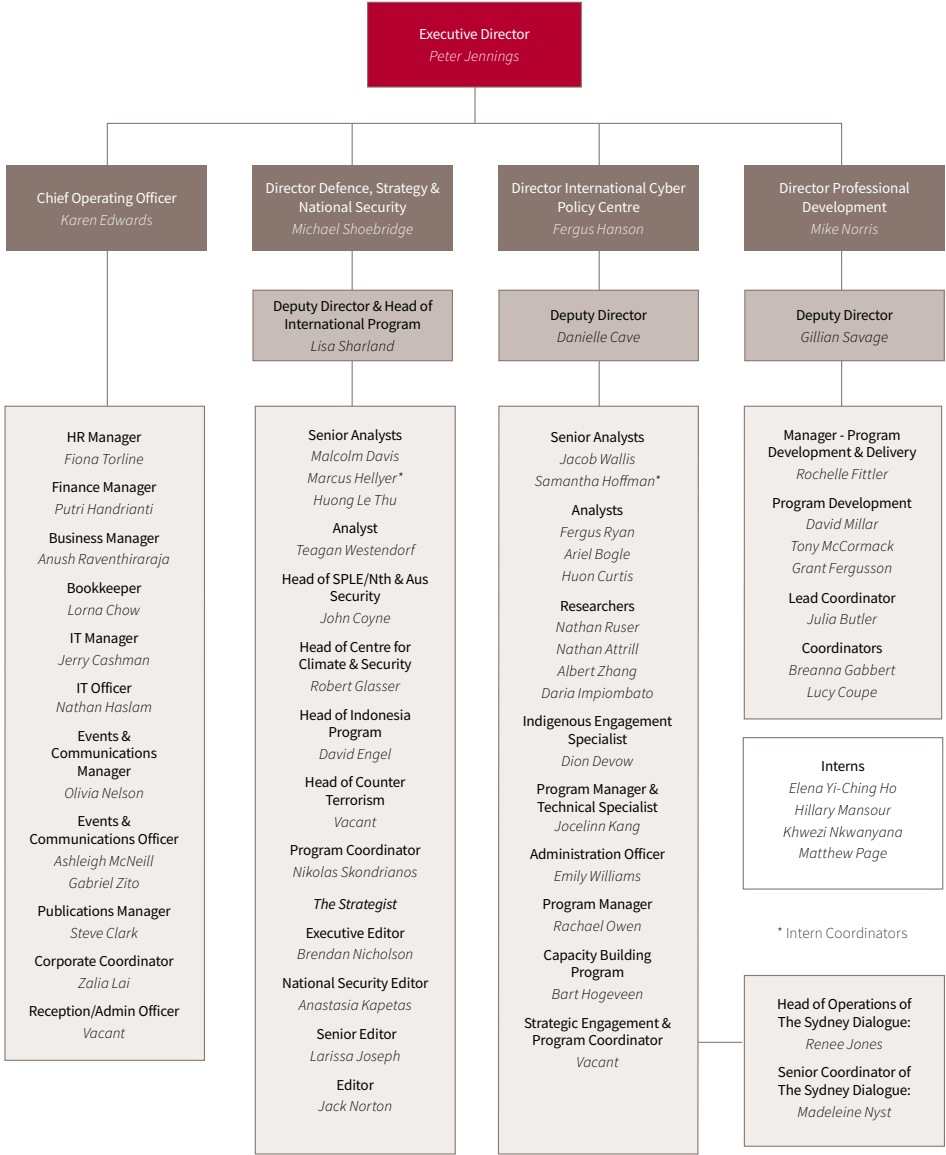 Executive Director
Peter Jennings
Chief Operating Officer
Karen Edwards
Director Defence, Strategy &
National Security
Michael Shoebridge
Director International Cyber
Policy Centre
Fergus Hanson
Director Professional
Development
Mike Norris
Deputy Director & Head of
International Program
Lisa Sharland
Deputy Director
Danielle Cave
Deputy Director
Gillian Savage
HR Manager
Fiona Torline
Finance Manager
Putri Handrianti
Business Manager
Anush Raventhiraraja
Bookkeeper
Lorna Chow
IT Manager
Jerry Cashman
IT Officer
Nathan Haslam
Events &
Communications
Manager
Olivia Nelson
Events &
Communications Officer
Ashleigh McNeill
Gabriel Zito
Publications Manager
Steve Clark
Corporate Coordinator
Zalia Lai
Reception/Admin Officer
Vacant
Senior Analysts
Malcolm Davis
Marcus Hellyer*
Huong Le Thu
Analyst
Teagan Westendorf
Head of SPLE/Nth & Aus
Security
John Coyne
Head of Centre for
Climate & Security
Robert Glasser
Head of Indonesia
Program
David Engel
Head of Counter
Terrorism
Vacant
Program Coordinator
Nikolas Skondrianos
The Strategist
Executive Editor
Brendan Nicholson
National Security Editor
Anastasia Kapetas
Senior Editor
Larissa Joseph
Editor
Jack Norton
Senior Analysts
Jacob Wallis
Samantha Hoffman*
Analysts
Fergus Ryan
Ariel Bogle
Huon Curtis
Researchers
Nathan Ruser
Nathan Attrill
Albert Zhang
Daria Impiombato
Indigenous Engagement
Specialist
Dion Devow
Program Manager &
Technical Specialist
Jocelinn Kang
Administration Officer
Emily Williams
Program Manager
Rachael Owen
Capacity Building
Program
Bart Hogeveen
Strategic Engagement &
Program Coordinator
Vacant
Manager - Program
Development & Delivery
Rochelle Fittler
Program Development
David Millar
Tony McCormack
Grant Fergusson
Lead Coordinator
Julia Butler
Coordinators
Breanna Gabbert
Lucy Coupe
Interns
Elena Yi-Ching Ho
Hillary Mansour
Khwezi Nkwanyana
Matthew Page
* Intern Coordinators
Head of Operations of
The Sydney Dialogue:
Renee Jones
Senior Coordinator of
The Sydney Dialogue:
Madeleine Nyst